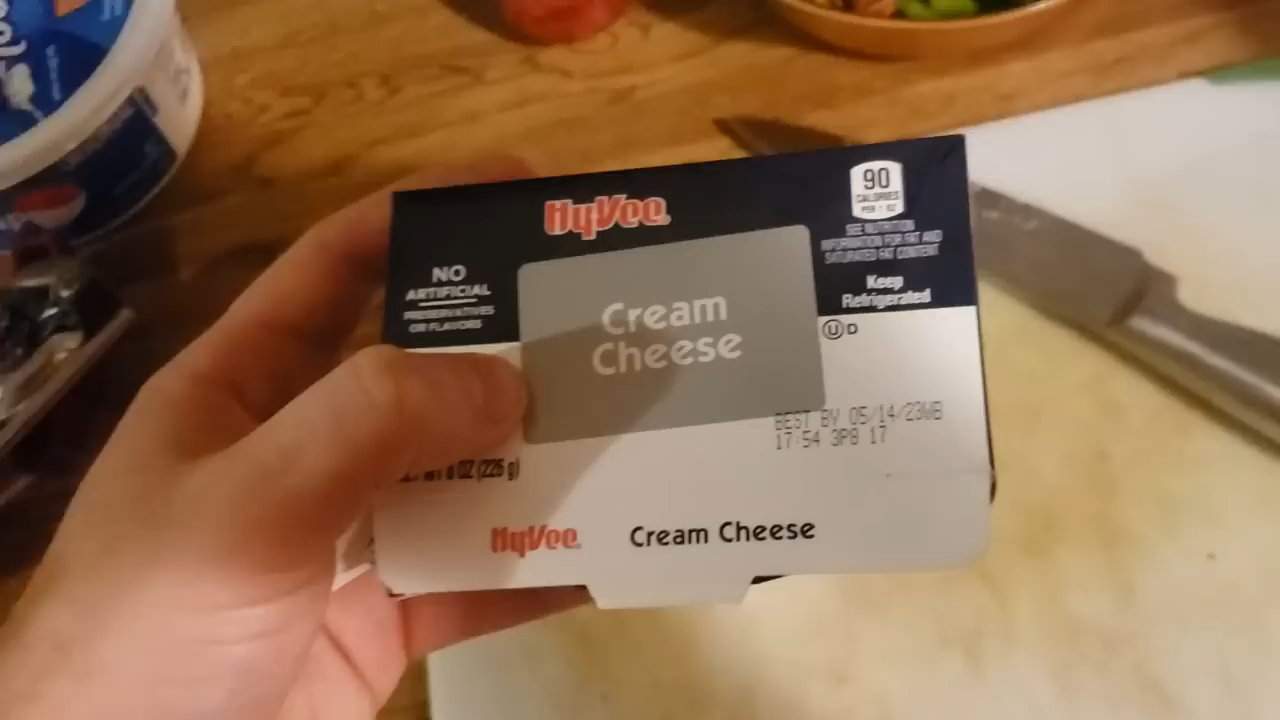 HyVee
90
CALORIES
PER 1 OZ
SEE NUTRITION
INFORMATION FOR FAT AND
SATURATED FAT CONTENT
Keep
Refrigerated
NO
ARTIFICIAL
PRESERVATIVES
OR FLAVORS
Cream
Cheese
U D
BEST BY 05/14/23WB
17:54 3PB 17
8 OZ (226 g)
HyVee Cream Cheese